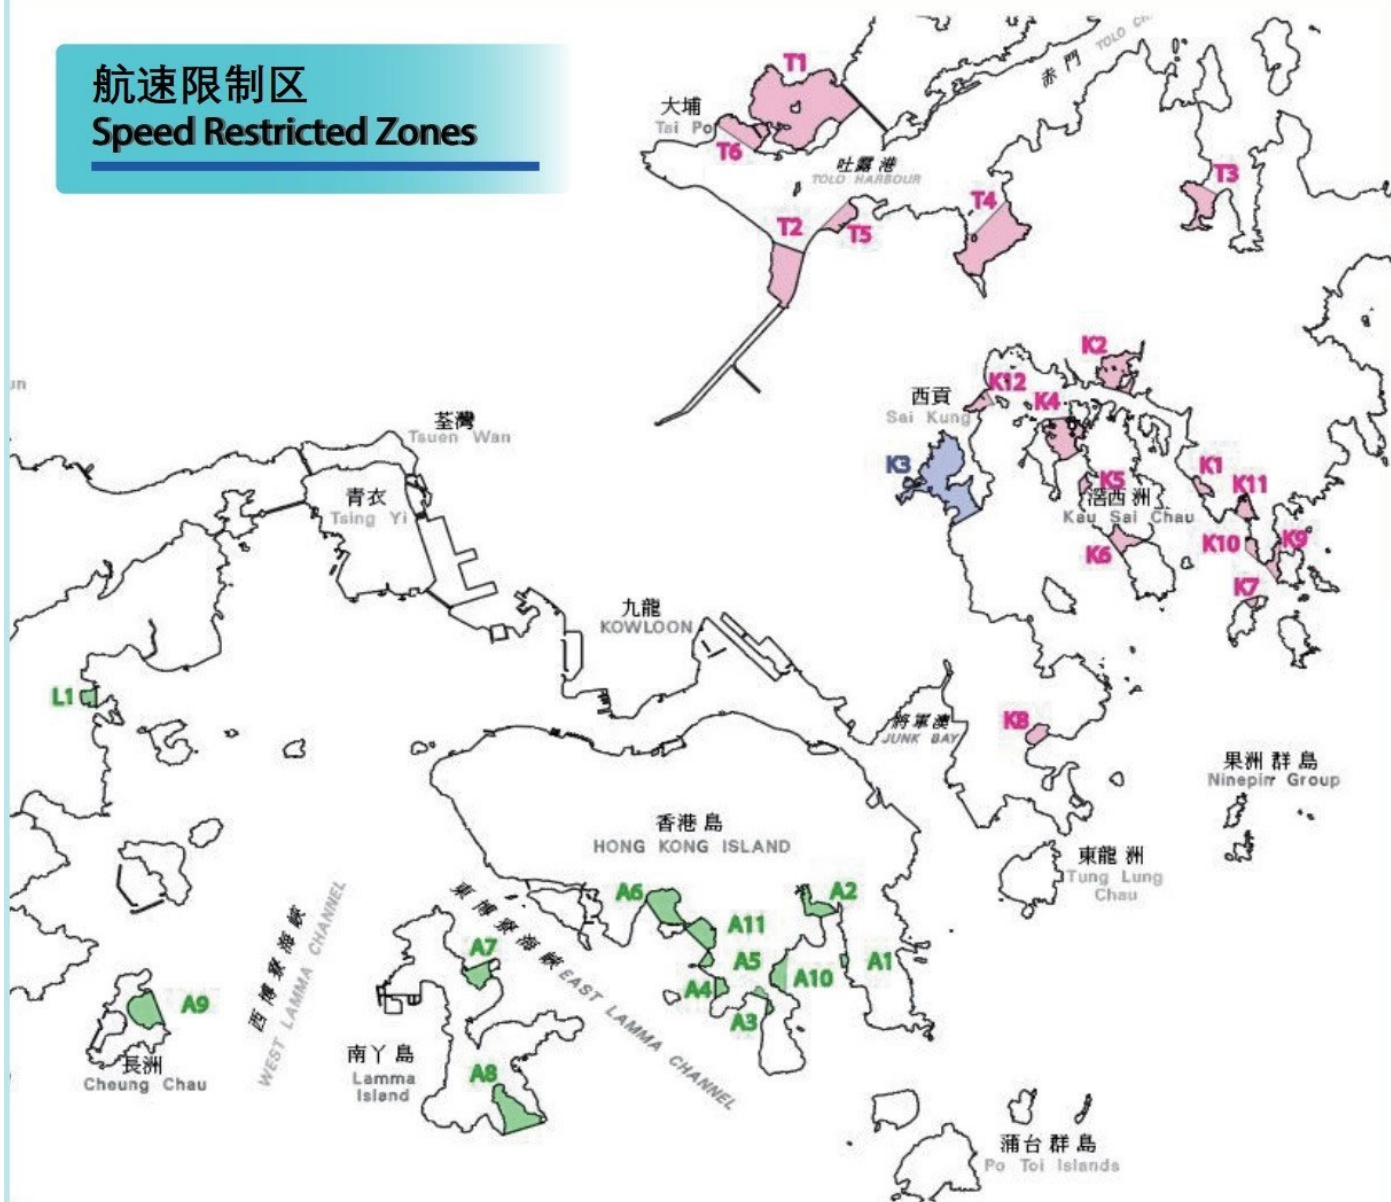 航速限制区
Speed Restricted Zones
T1
大埔
Tai Po
T6
赤門
TOLO
吐露港
TOLO HARBOUR
T3
T4
T2
T5
K2
西貢
Sai Kung
K12
K4
荃灣
Tsuen Wan
K3
K1
K5
K11
青衣
Tsing Yi
滘西洲
Kau Sai Chau
K6
K10
K9
K7
九龍
KOWLOON
L1
K8
將軍澳
JUNK BAY
果洲群島
Ninepin Group
香港島
HONG KONG ISLAND
東龍洲
Tung Lung
Chau
A6
A2
A11
東博寮海峽
EAST LAMMA CHANNEL
西博寮海峽
WEST LAMMA CHANNEL
A7
A5
A1
A10
A4
A9
A3
長洲
Cheung Chau
南丫島
Lamma
Island
A8
蒲台群島
Po Toi Islands